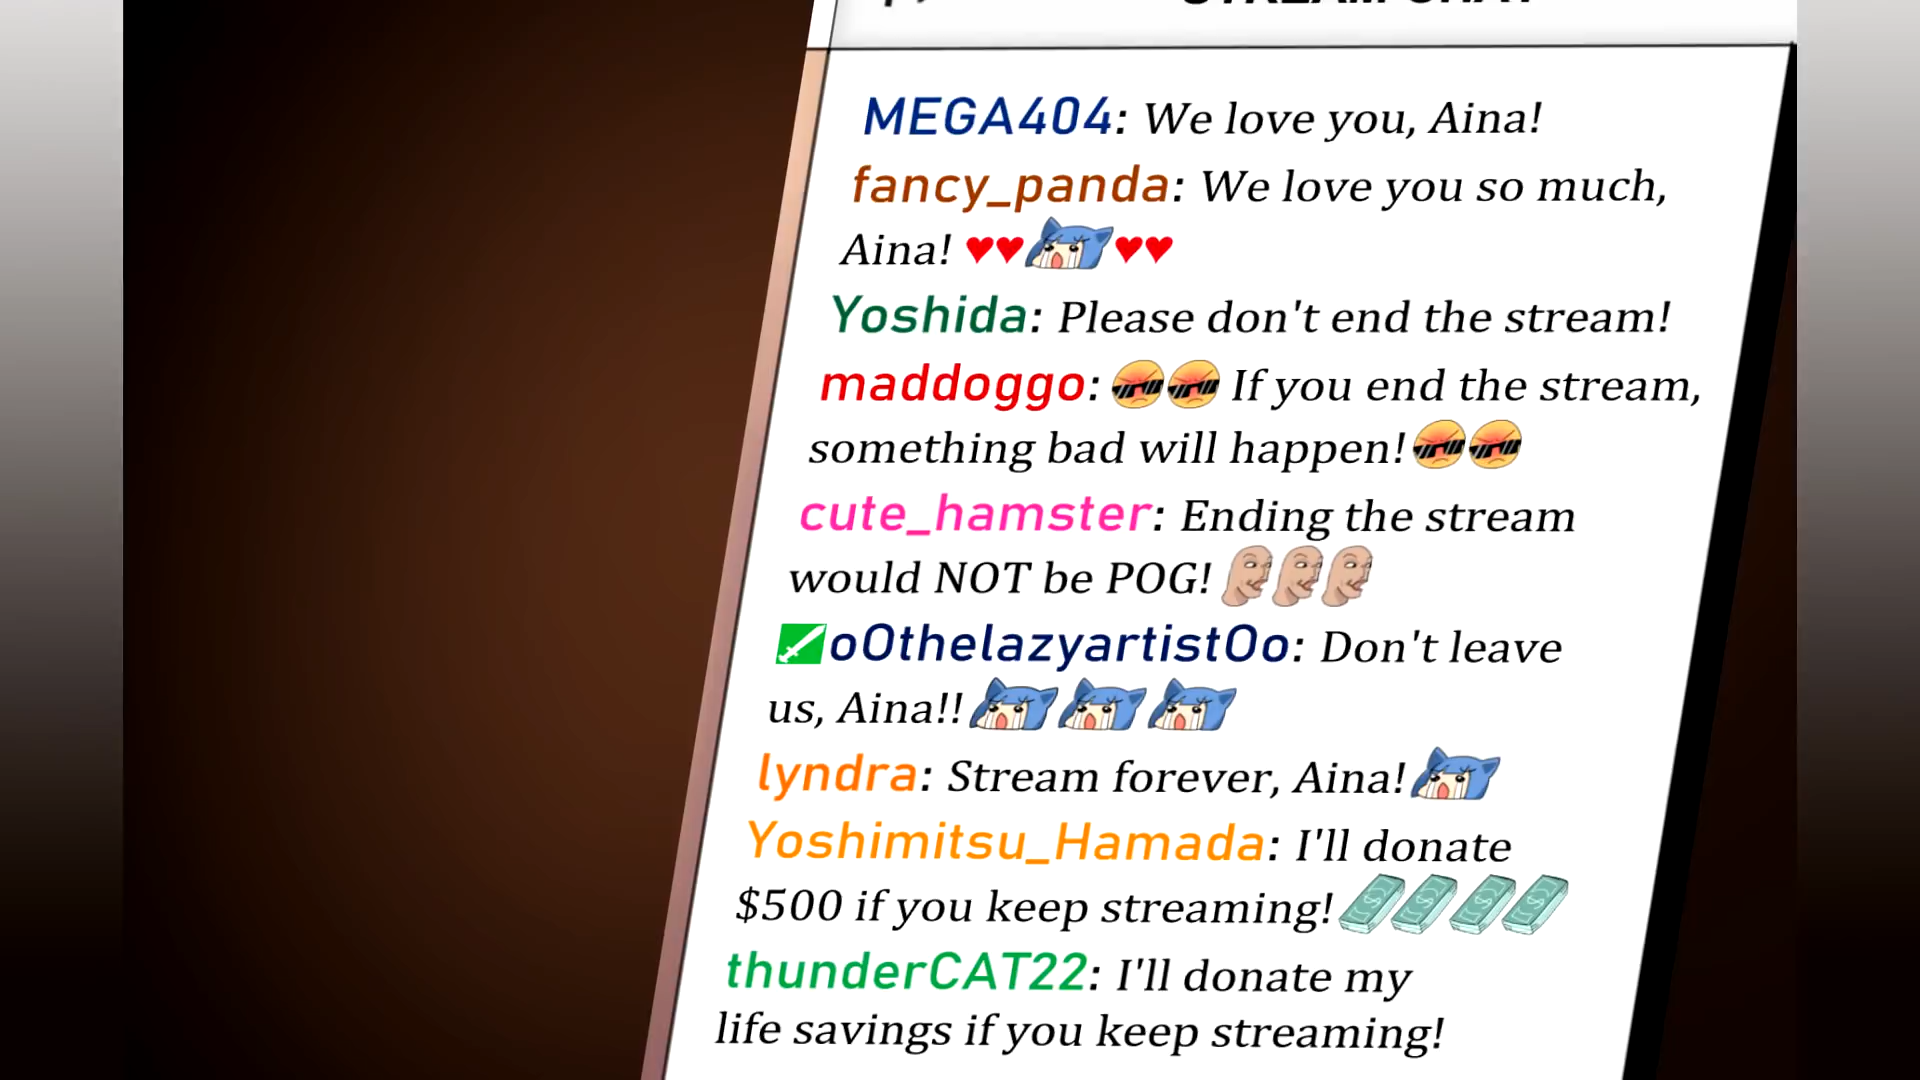 STREAM CHAT
MEGA404: We love you, Aina!
fancy_panda: We love you so much,
Aina! ♥♥♥♥
Yoshida: Please don't end the stream!
maddoggo: If you end the stream,
something bad will happen!
cute_hamster: Ending the stream
would NOT be POG!
oOthelazyartistOo: Don't leave
us, Aina!!
lyndra: Stream forever, Aina!
Yoshimitsu_Hamada: I'll donate
$500 if you keep streaming!
thunderCAT22: I'll donate my
life savings if you keep streaming!